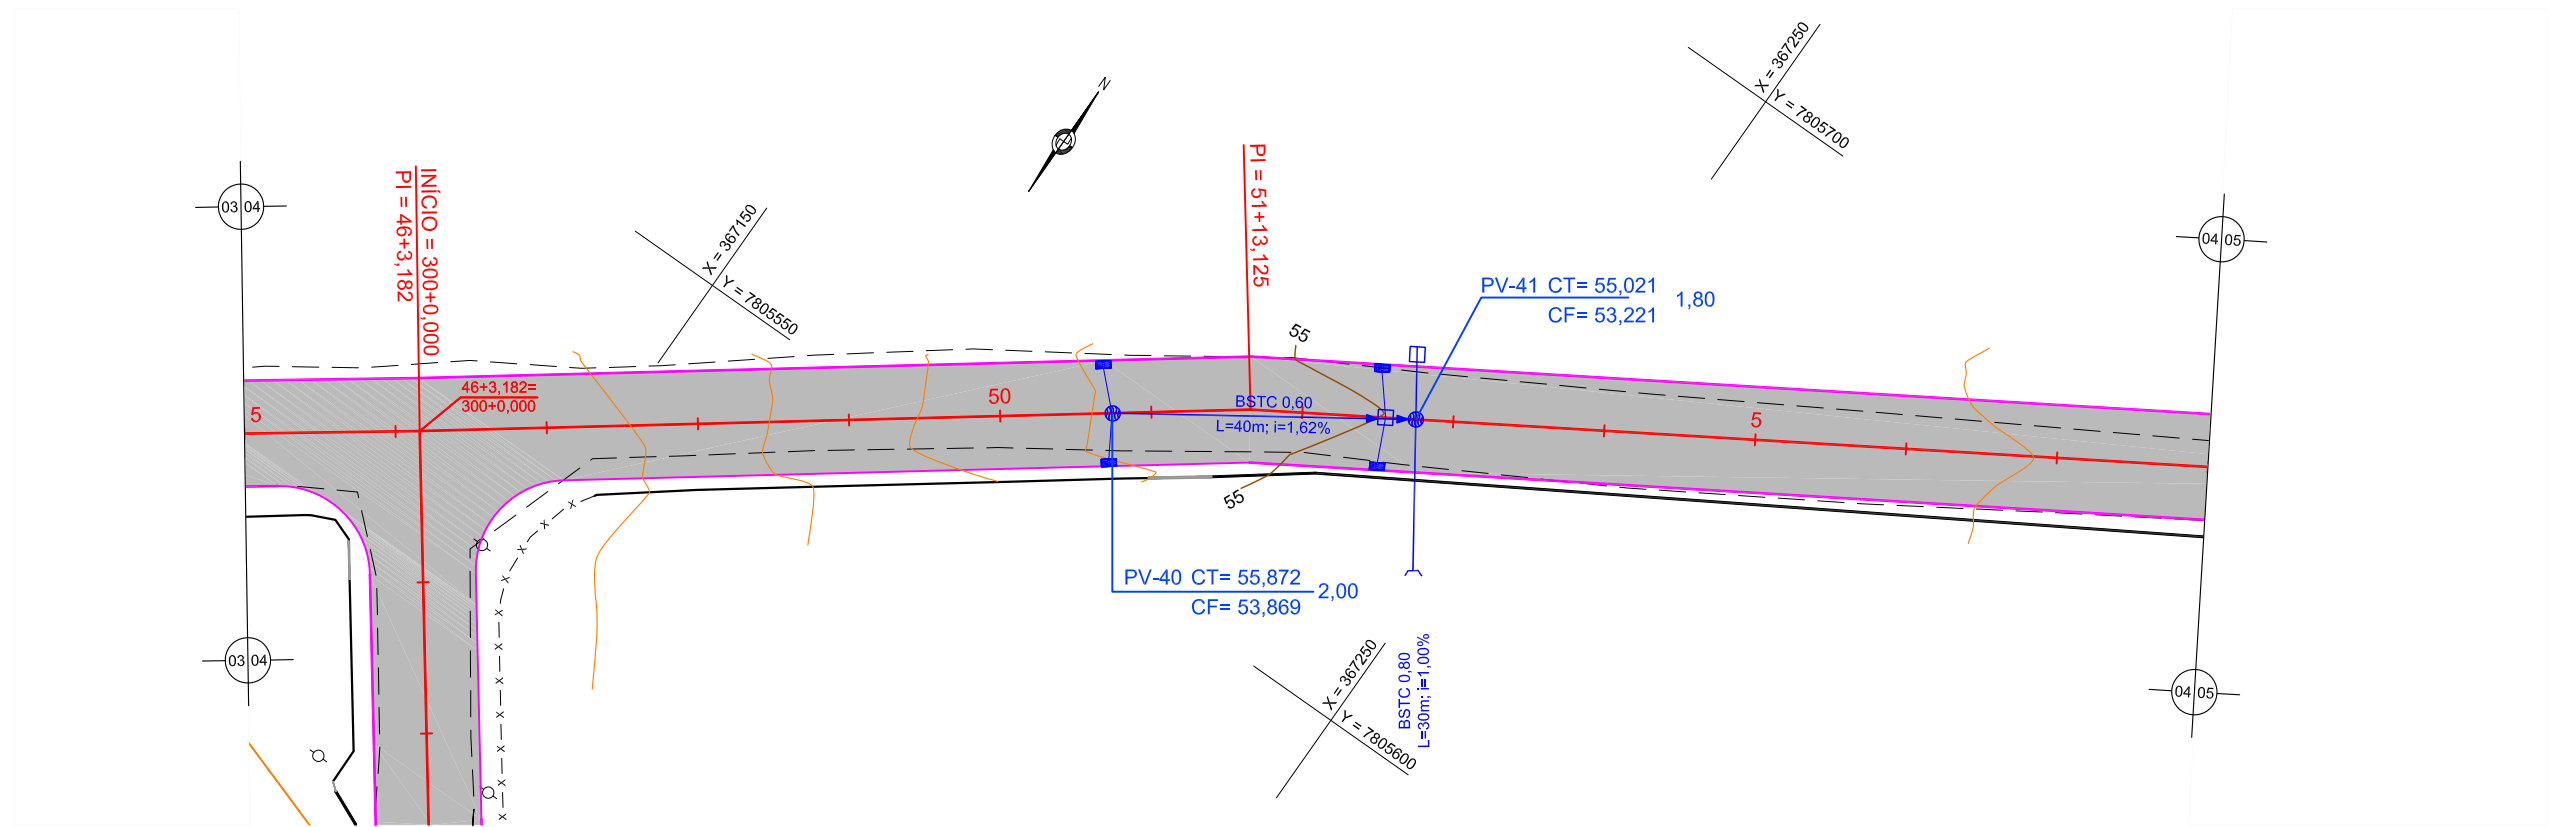 X = 367250
Y = 7805700
N
INÍCIO = 300+0,000
PI = 46+3,182
PI = 51+13,125
03 04
X = 367150
Y = 7805550
04 05
PV-41 CT= 55,021
CF= 53,221
1,80
55
46+3,182=
300+0,000
5
50
BSTC 0,60
L=40m; i=1,62%
5
55
PV-40 CT= 55,872
CF= 53,869
2,00
03 04
X = 367250
Y = 7805600
BSTC 0,80
L=30m; i=1,00%
04 05